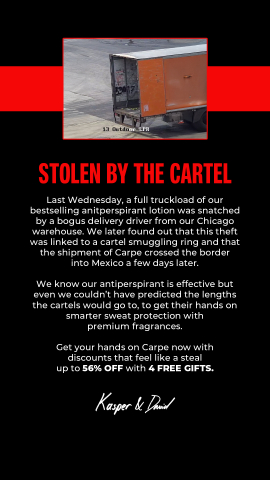 13 Outdoor LPR
STOLEN BY THE CARTEL
Last Wednesday, a full truckload of our
bestselling anitperspirant lotion was snatched
by a bogus delivery driver from our Chicago
warehouse. We later found out that this theft
was linked to a cartel smuggling ring and that
the shipment of Carpe crossed the border
into Mexico a few days later.
We know our antiperspirant is effective but
even we couldn't have predicted the lengths
the cartels would go to, to get their hands on
smarter sweat protection with
premium fragrances.
Get your hands on Carpe now with
discounts that feel like a steal
up to 56% OFF with 4 FREE GIFTS.
Kasper & David